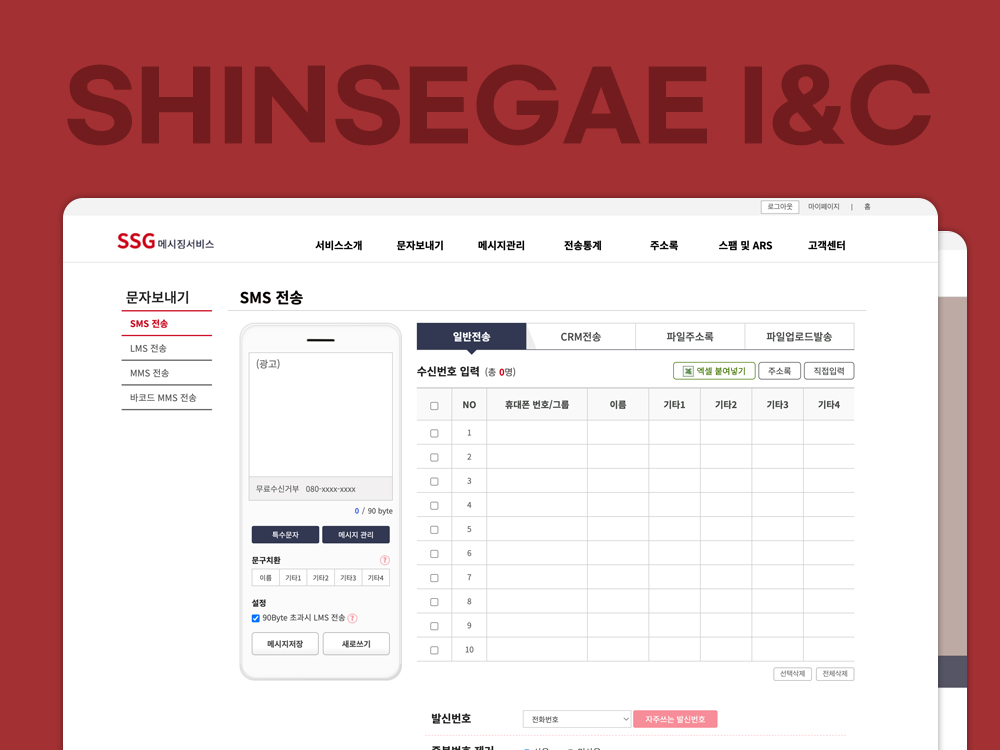 SHINSEGAE I&C
로그아웃 마이페이지 | 홈
SSG 메시징서비스 서비스소개 문자보내기 메시지관리 전송통계 주소록 스팸 및 ARS 고객센터
문자보내기
SMS 전송
LMS 전송
MMS 전송
바코드 MMS 전송
SMS 전송
(광고)
무료수신거부 080-xxxx-xxxx
0 / 90 byte
특수문자 메시지 관리
문구치환 ?
이름 기타1 기타2 기타3 기타4
설정
90Byte 초과시 LMS 전송 ?
메시지저장 새로쓰기
일반전송 CRM전송 파일주소록 파일업로드발송
수신번호 입력 (총 0명) 엑셀 붙여넣기 주소록 직접입력
NO 휴대폰 번호/그룹 이름 기타1 기타2 기타3 기타4
1
2
3
4
5
6
7
8
9
10
선택삭제 전체삭제
발신번호 전화번호 자주쓰는 발신번호